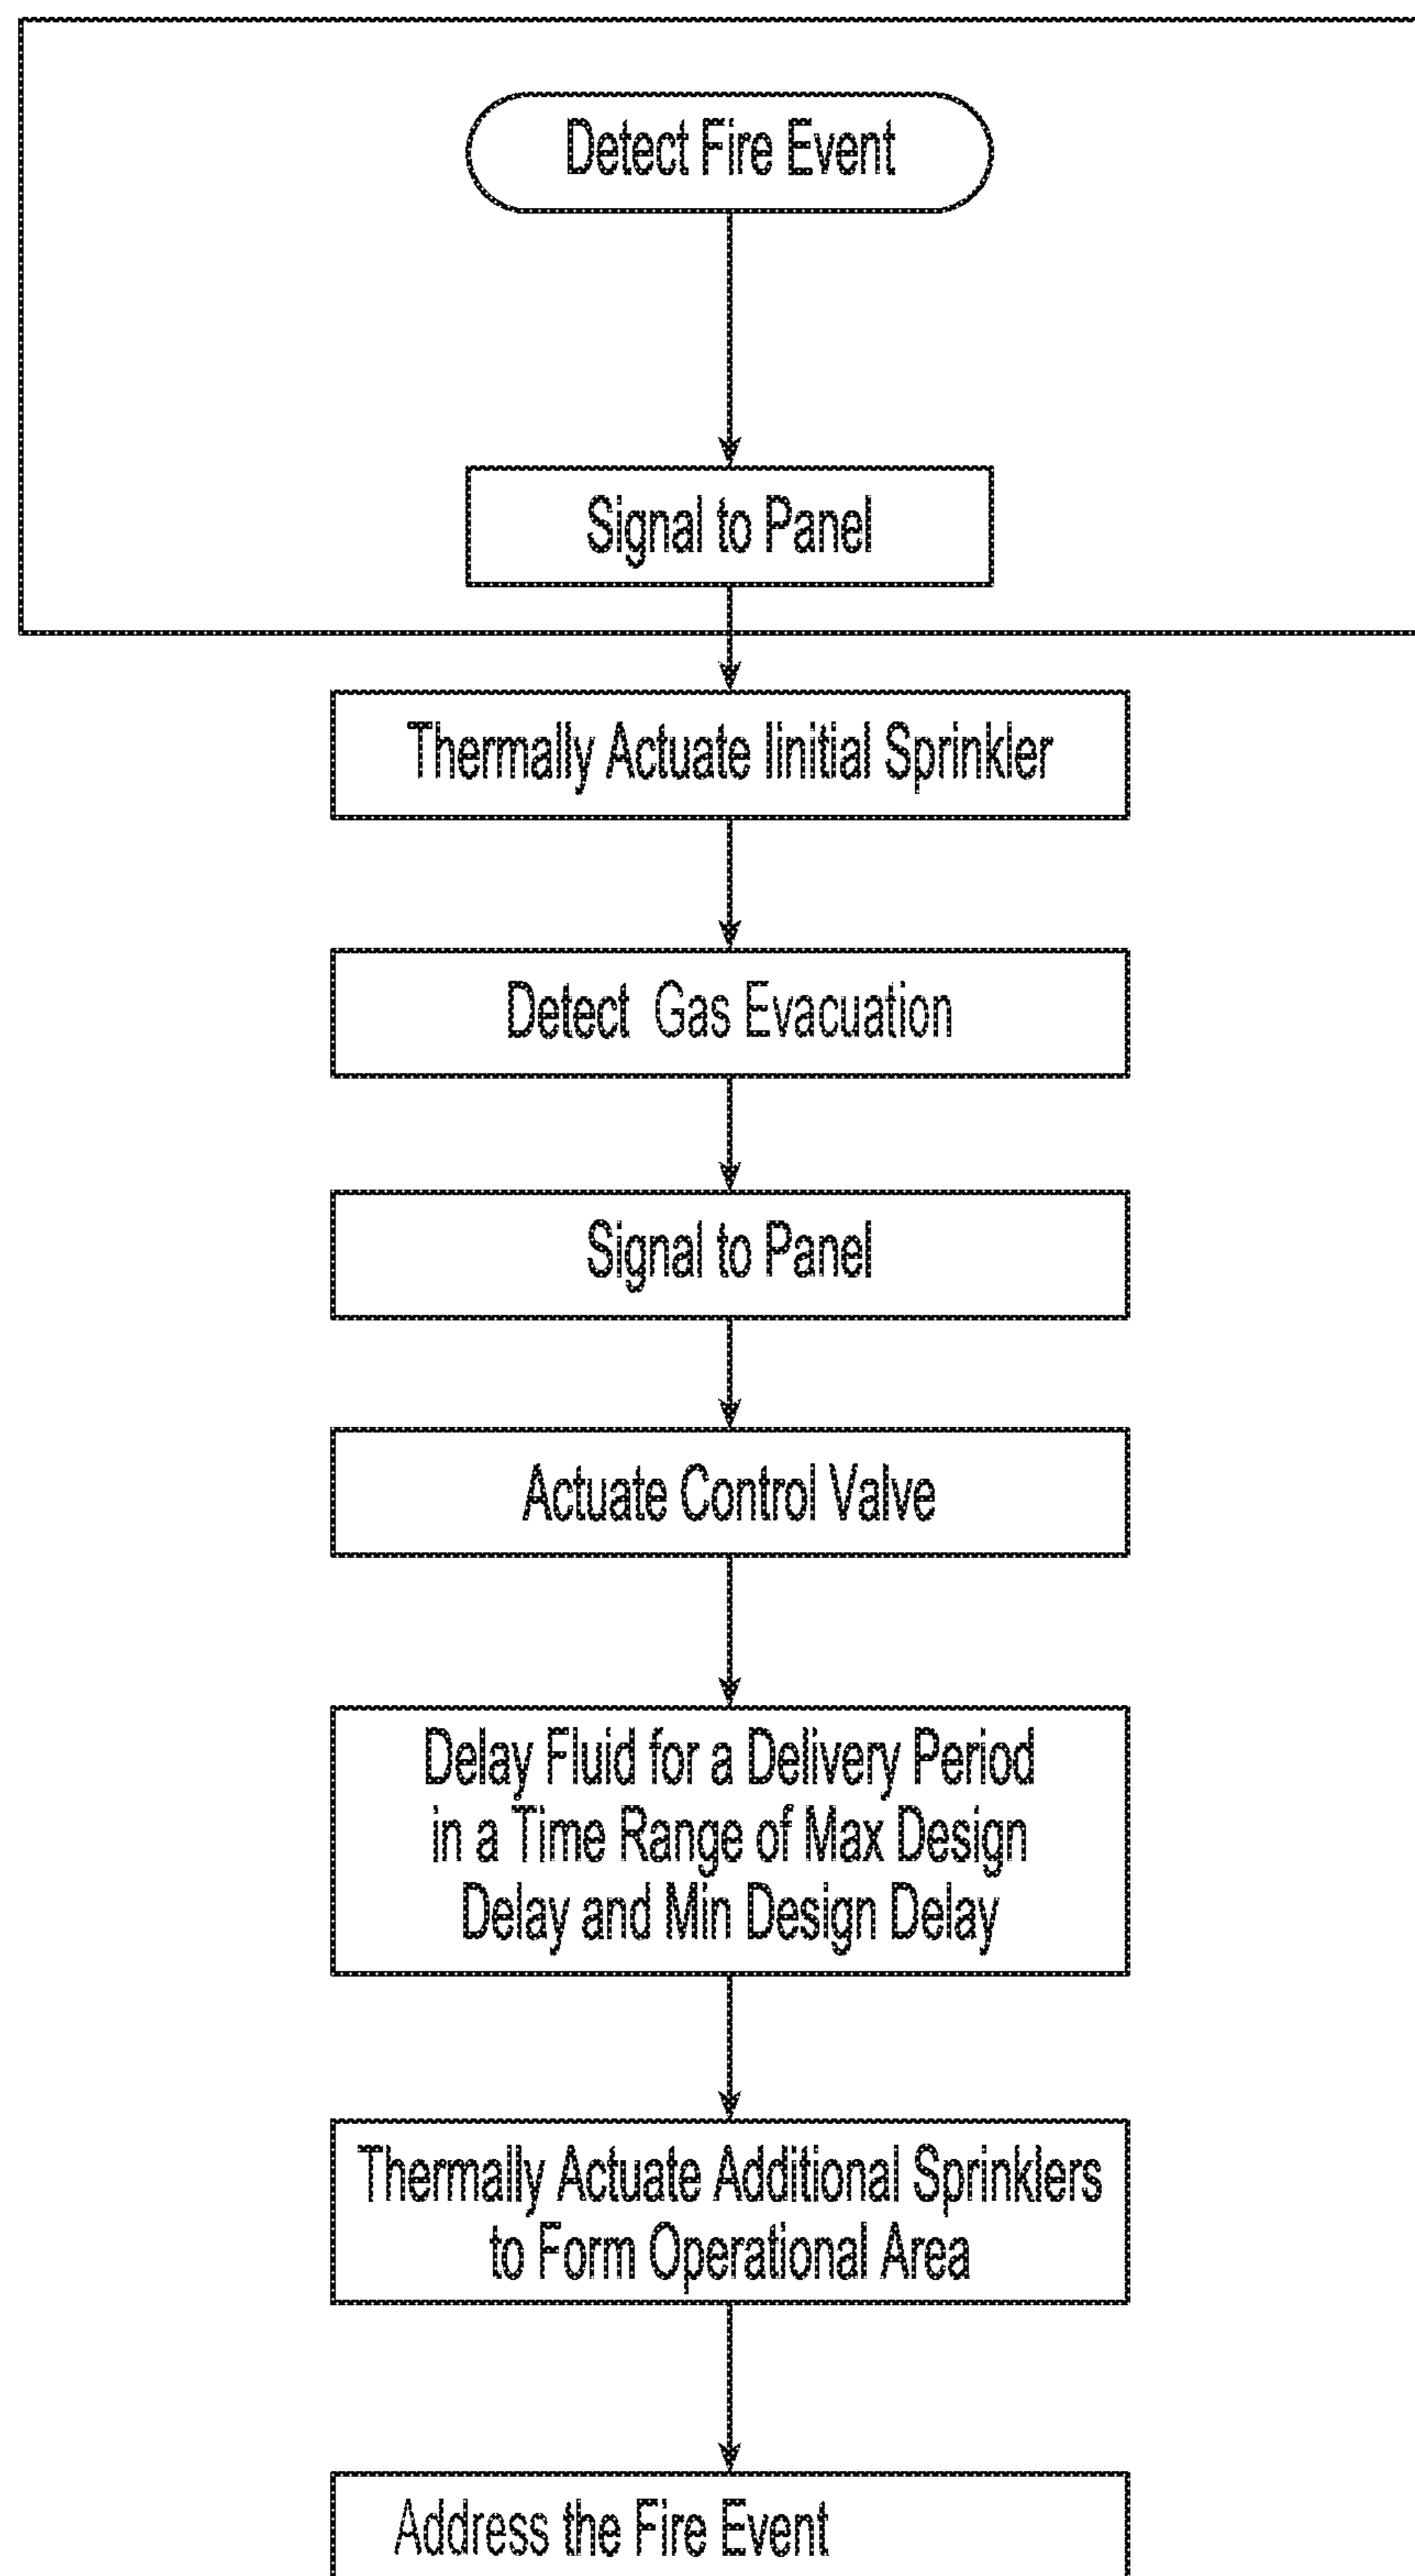 Detect Fire Event
Signal to Panel
Thermally Actuate Iinitial Sprinkler
Detect Gas Evacuation
Signal to Panel
Actuate Control Valve
Delay Fluid for a Delivery Period
in a Time Range of Max Design
Delay and Min Design Delay
Thermally Actuate Additional Sprinklers
to Form Operational Area
Address the Fire Event